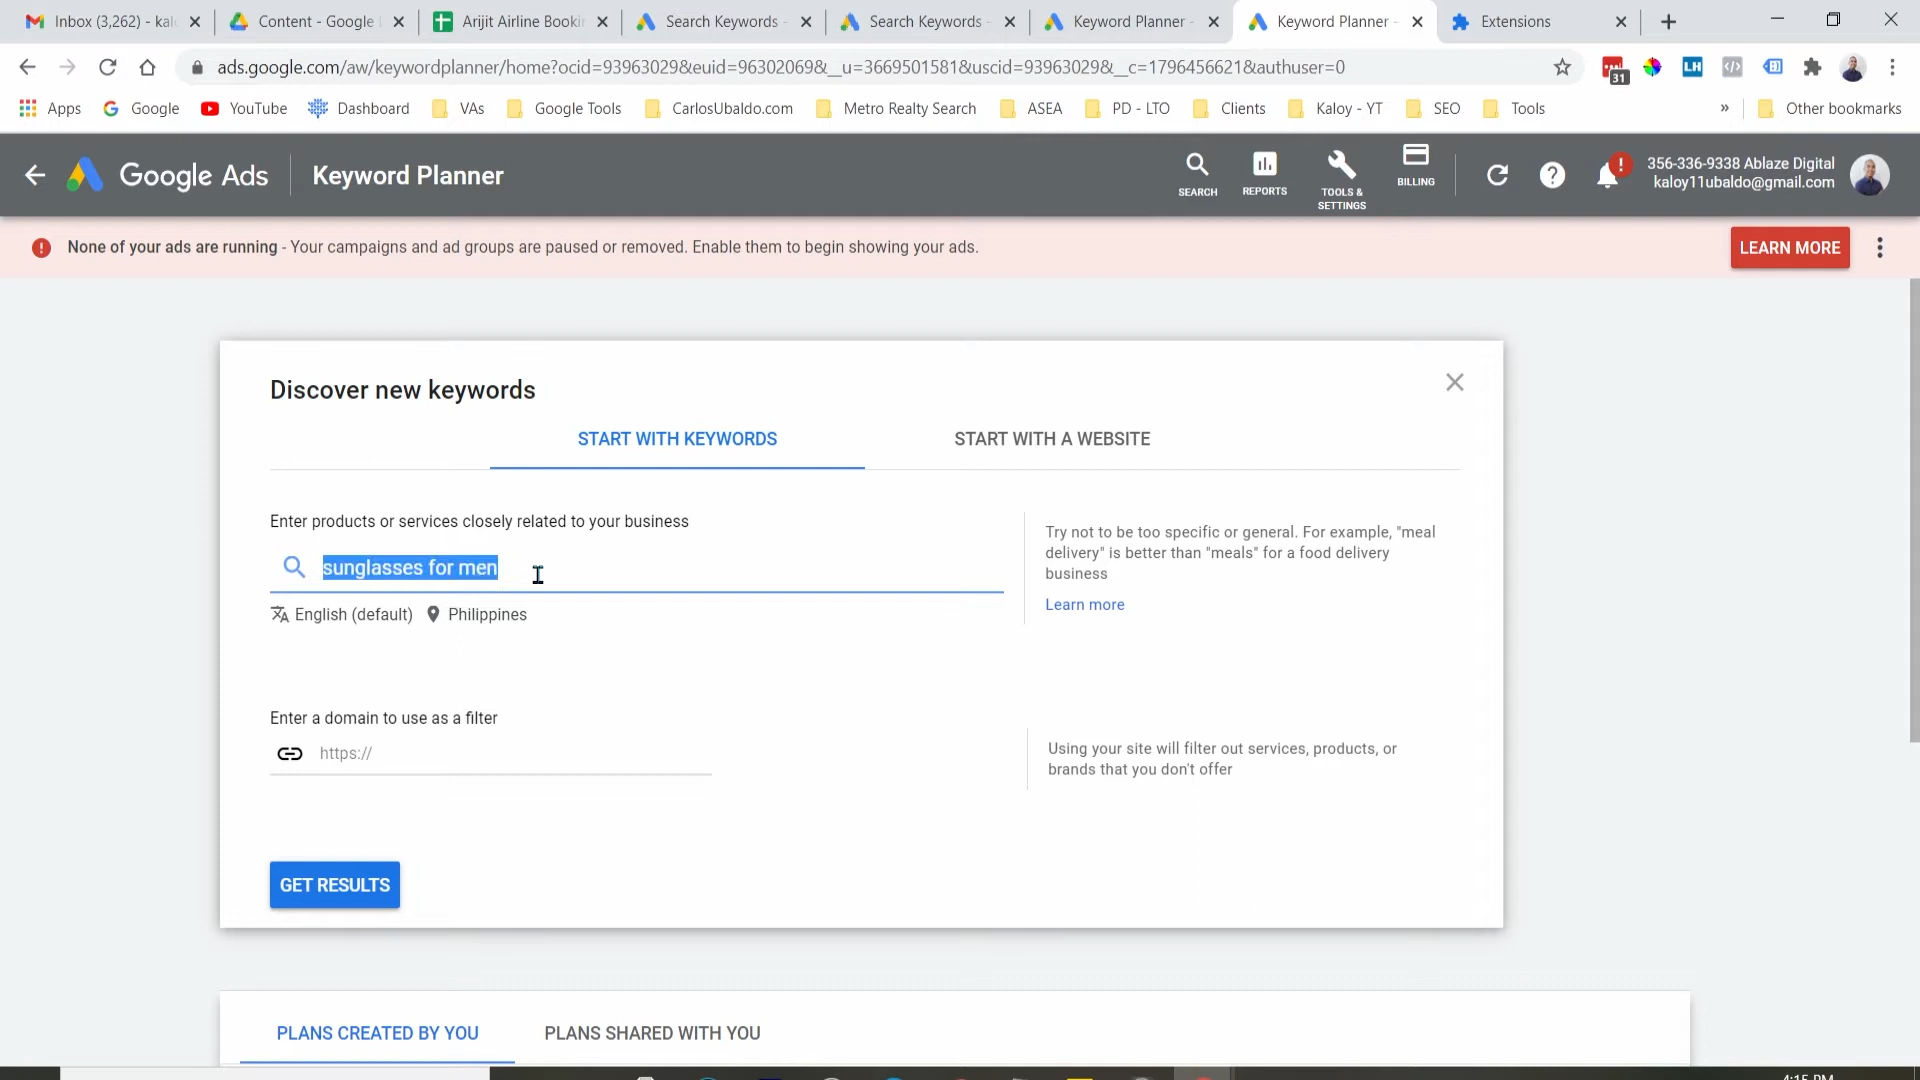 Inbox (3,262) - kal
Content - Google
Arijit Airline Bookin
Search Keywords -
Search Keywords -
Keyword Planner -
Keyword Planner -
Extensions
ads.google.com/aw/keywordplanner/home?ocid=93963029&euid=96302069&__u=3669501581&uscid=93963029&__c=1796456621&authuser=0
31
LH
Apps
Google
YouTube
Dashboard
VAs
Google Tools
CarlosUbaldo.com
Metro Realty Search
ASEA
PD - LTO
Clients
Kaloy - YT
SEO
Tools
»
Other bookmarks
Google Ads
Keyword Planner
SEARCH
REPORTS
TOOLS &
SETTINGS
BILLING
356-336-9338 Ablaze Digital
kaloy11ubaldo@gmail.com
None of your ads are running - Your campaigns and ad groups are paused or removed. Enable them to begin showing your ads.
LEARN MORE
Discover new keywords
START WITH KEYWORDS
START WITH A WEBSITE
Enter products or services closely related to your business
sunglasses for men
English (default)
Philippines
Try not to be too specific or general. For example, "meal
delivery" is better than "meals" for a food delivery
business
Learn more
Enter a domain to use as a filter
https://
Using your site will filter out services, products, or
brands that you don't offer
GET RESULTS
PLANS CREATED BY YOU
PLANS SHARED WITH YOU
4:15 PM